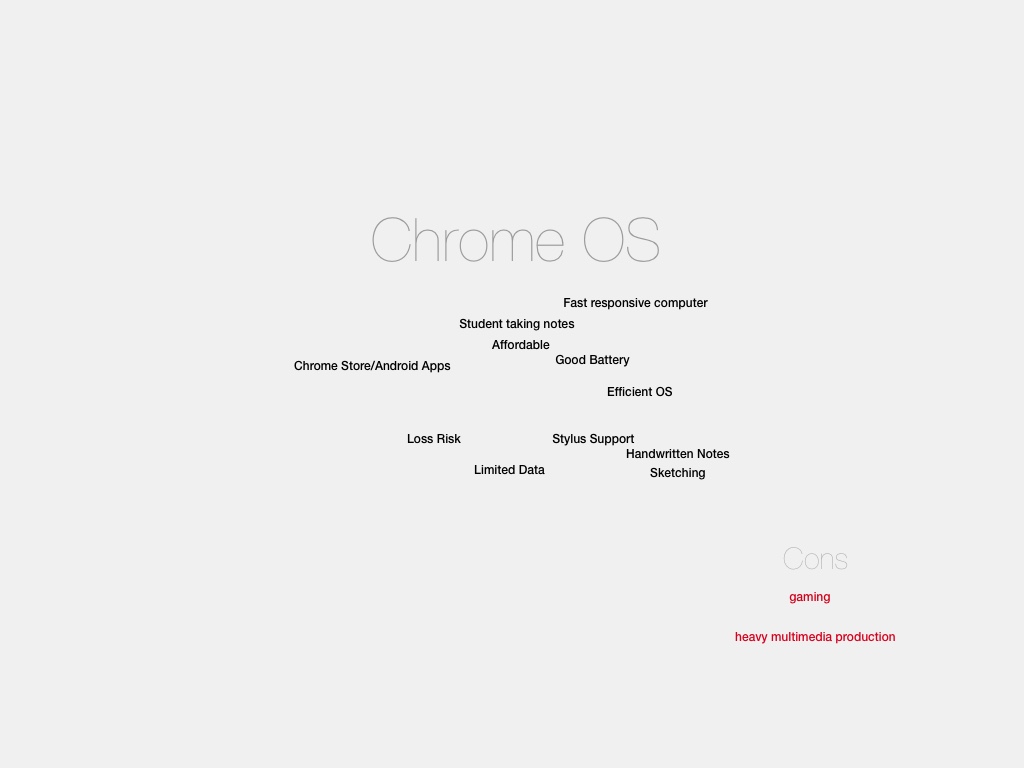 Chrome OS
Fast responsive computer
Student taking notes
Affordable
Good Battery
Chrome Store/Android Apps
Efficient OS
Loss Risk
Stylus Support
Handwritten Notes
Limited Data
Sketching
Cons
gaming
heavy multimedia production